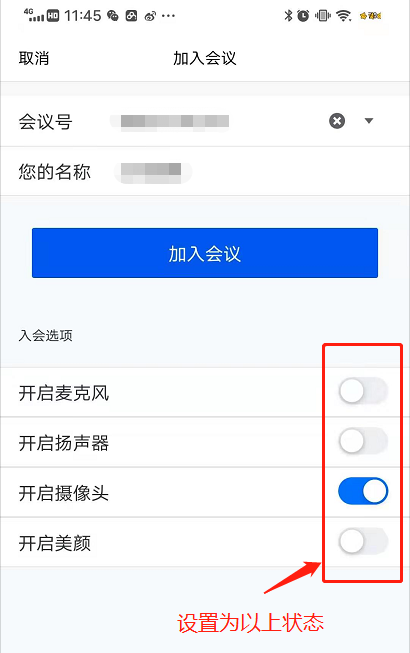 4G HD 11:45
取消 加入会议
会议号
您的名称
加入会议
入会选项
开启麦克风
开启扬声器
开启摄像头
开启美颜
设置为以上状态